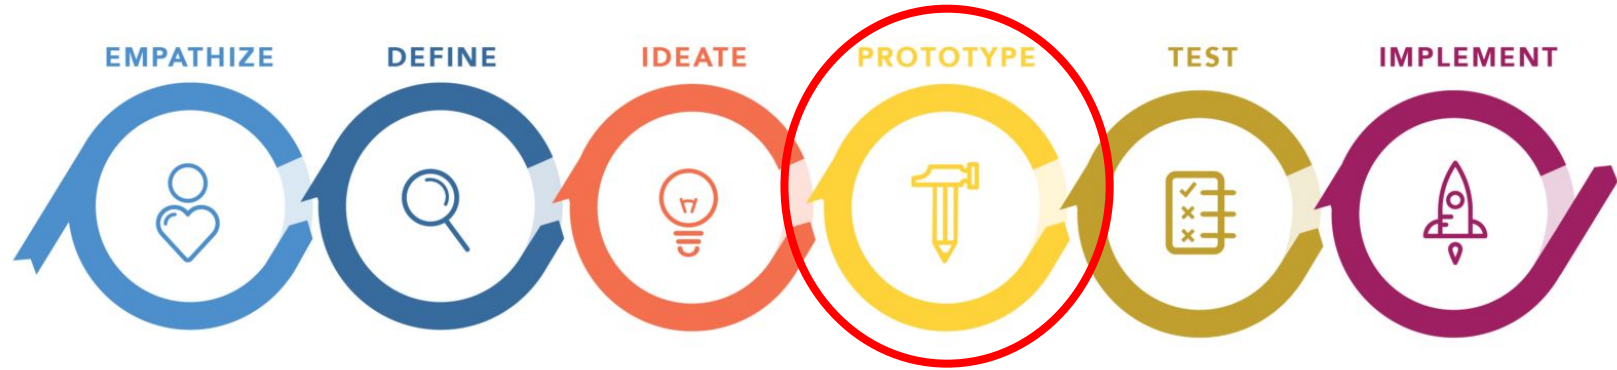 EMPATHIZE
DEFINE
IDEATE
PROTOTYPE
TEST
IMPLEMENT